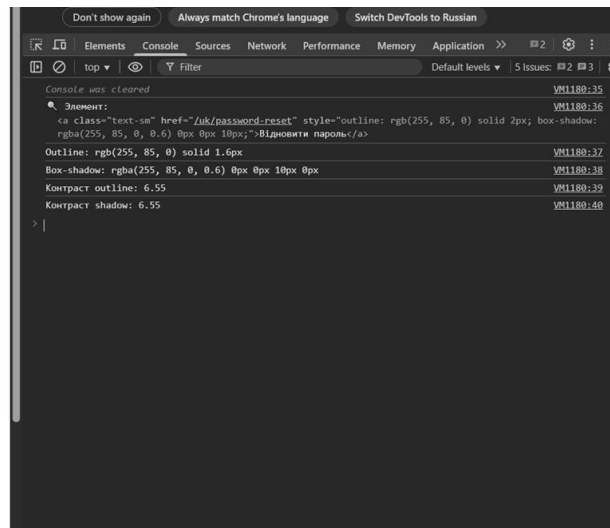 Don't show again Always match Chrome's language Switch DevTools to Russian
Elements Console Sources Network Performance Memory Application 2
top Filter Default levels 5 Issues: 2 3
Console was cleared VM1180:35
Элемент: VM1180:36
<a class="text-sm" href="/uk/password-reset" style="outline: rgb(255, 85, 0) solid 2px; box-shadow:
rgba(255, 85, 0, 0.6) 0px 0px 10px;">Відновити пароль</a>
Outline: rgb(255, 85, 0) solid 1.6px VM1180:37
Box-shadow: rgba(255, 85, 0, 0.6) 0px 0px 10px 0px VM1180:38
Контраст outline: 6.55 VM1180:39
Контраст shadow: 6.55 VM1180:40